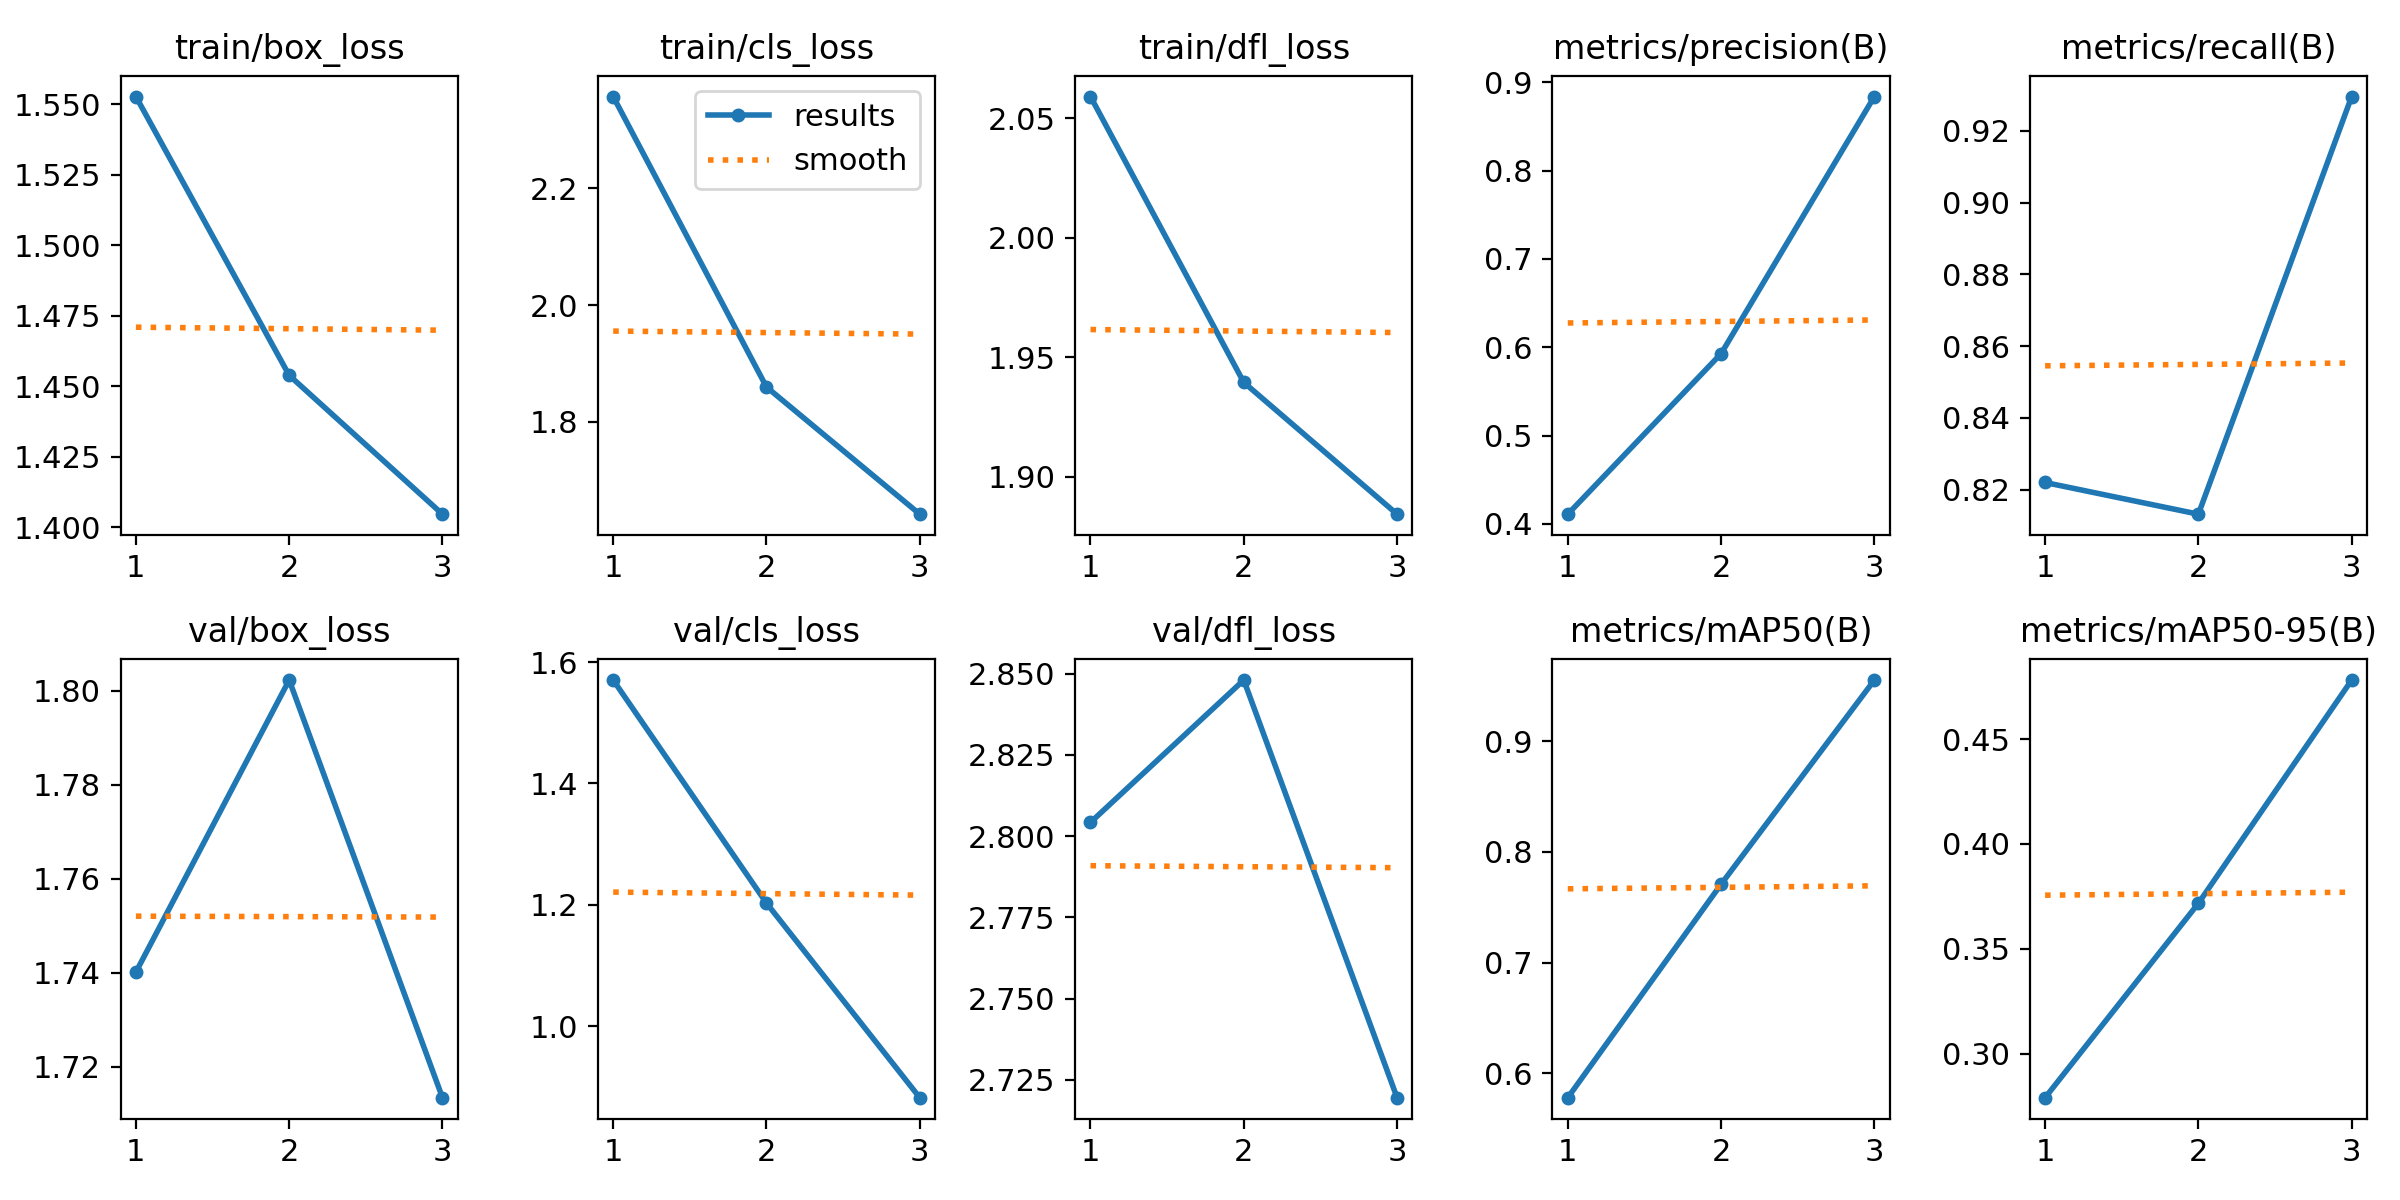 train/box_loss
1.550
1.525
1.500
1.475
1.450
1.425
1.400
1 2 3
train/cls_loss
results
smooth
2.2
2.0
1.8
1 2 3
train/dfl_loss
2.05
2.00
1.95
1.90
1 2 3
metrics/precision(B)
0.9
0.8
0.7
0.6
0.5
0.4
1 2 3
metrics/recall(B)
0.92
0.90
0.88
0.86
0.84
0.82
1 2 3
val/box_loss
1.80
1.78
1.76
1.74
1.72
1 2 3
val/cls_loss
1.6
1.4
1.2
1.0
1 2 3
val/dfl_loss
2.850
2.825
2.800
2.775
2.750
2.725
1 2 3
metrics/mAP50(B)
0.9
0.8
0.7
0.6
1 2 3
metrics/mAP50-95(B)
0.45
0.40
0.35
0.30
1 2 3